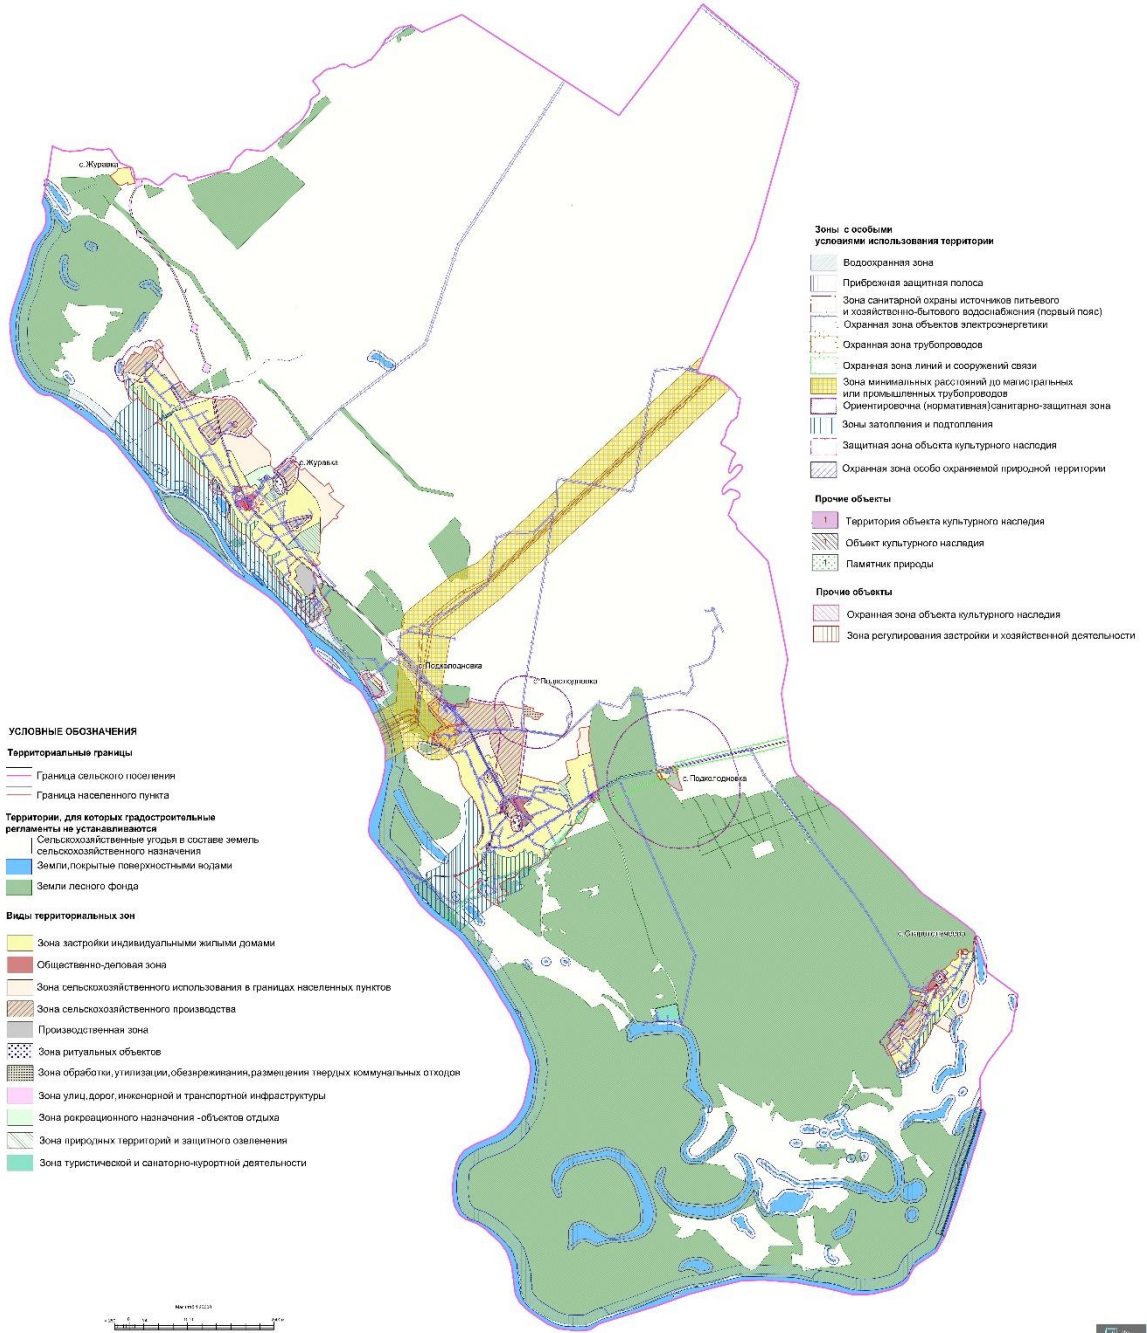 с. Журавка
с. Журавка
с. Подколодновка
с. Подколодновка
с. Подколодновка
Зоны с особыми
условиями использования территории
Водоохранная зона
Прибрежная защитная полоса
Зона санитарной охраны источников питьевого
и хозяйственно-бытового водоснабжения (первый пояс)
Охранная зона объектов электроэнергетики
Охранная зона трубопроводов
Охранная зона линий и сооружений связи
Зона минимальных расстояний до магистральных
или промышленных трубопроводов
Ориентировочна (нормативная)санитарно-защитная зона
Зоны затопления и подтопления
Защитная зона объекта культурного наследия
Охранная зона особо охраняемой природной территории
Прочие объекты
Территория объекта культурного наследия
Объект культурного наследия
Памятник природы
Прочие объекты
Охранная зона объекта культурного наследия
Зона регулирования застройки и хозяйственной деятельности
УСЛОВНЫЕ ОБОЗНАЧЕНИЯ
Территориальные границы
Граница сельского поселения
Граница населенного пункта
Территории, для которых градостроительные
регламенты не устанавливаются
Сельскохозяйственные угодья в составе земель
сельскохозяйственного назначения
Земли,покрытые поверхностными водами
Земли лесного фонда
Виды территориальных зон
Зона застройки индивидуальными жилыми домами
Общественно-деловая зона
Зона сельскохозяйственного использования в границах населенных пунктов
Зона сельскохозяйственного производства
Производственная зона
Зона ритуальных объектов
Зона обработки,утилизации,обезвреживания,размещения твердых коммунальных отходов
Зона улиц,дорог,инженерной и транспортной инфраструктуры
Зона рекреационного назначения -объектов отдыха
Зона природных территорий и защитного озеленения
Зона туристической и санаторно-курортной деятельности